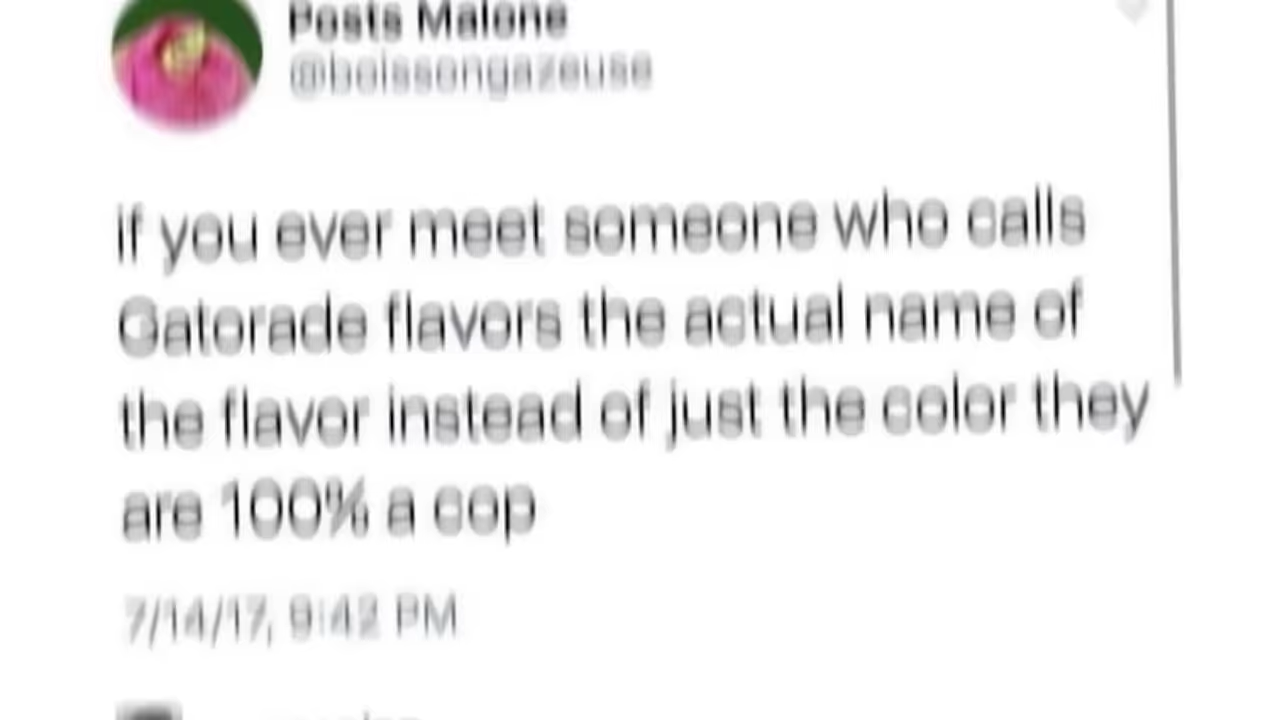 Posts Malone
@boissongazeuse
if you ever meet someone who calls
Gatorade flavors the actual name of
the flavor instead of just the color they
are 100% a cop
7/14/17, 9:42 PM